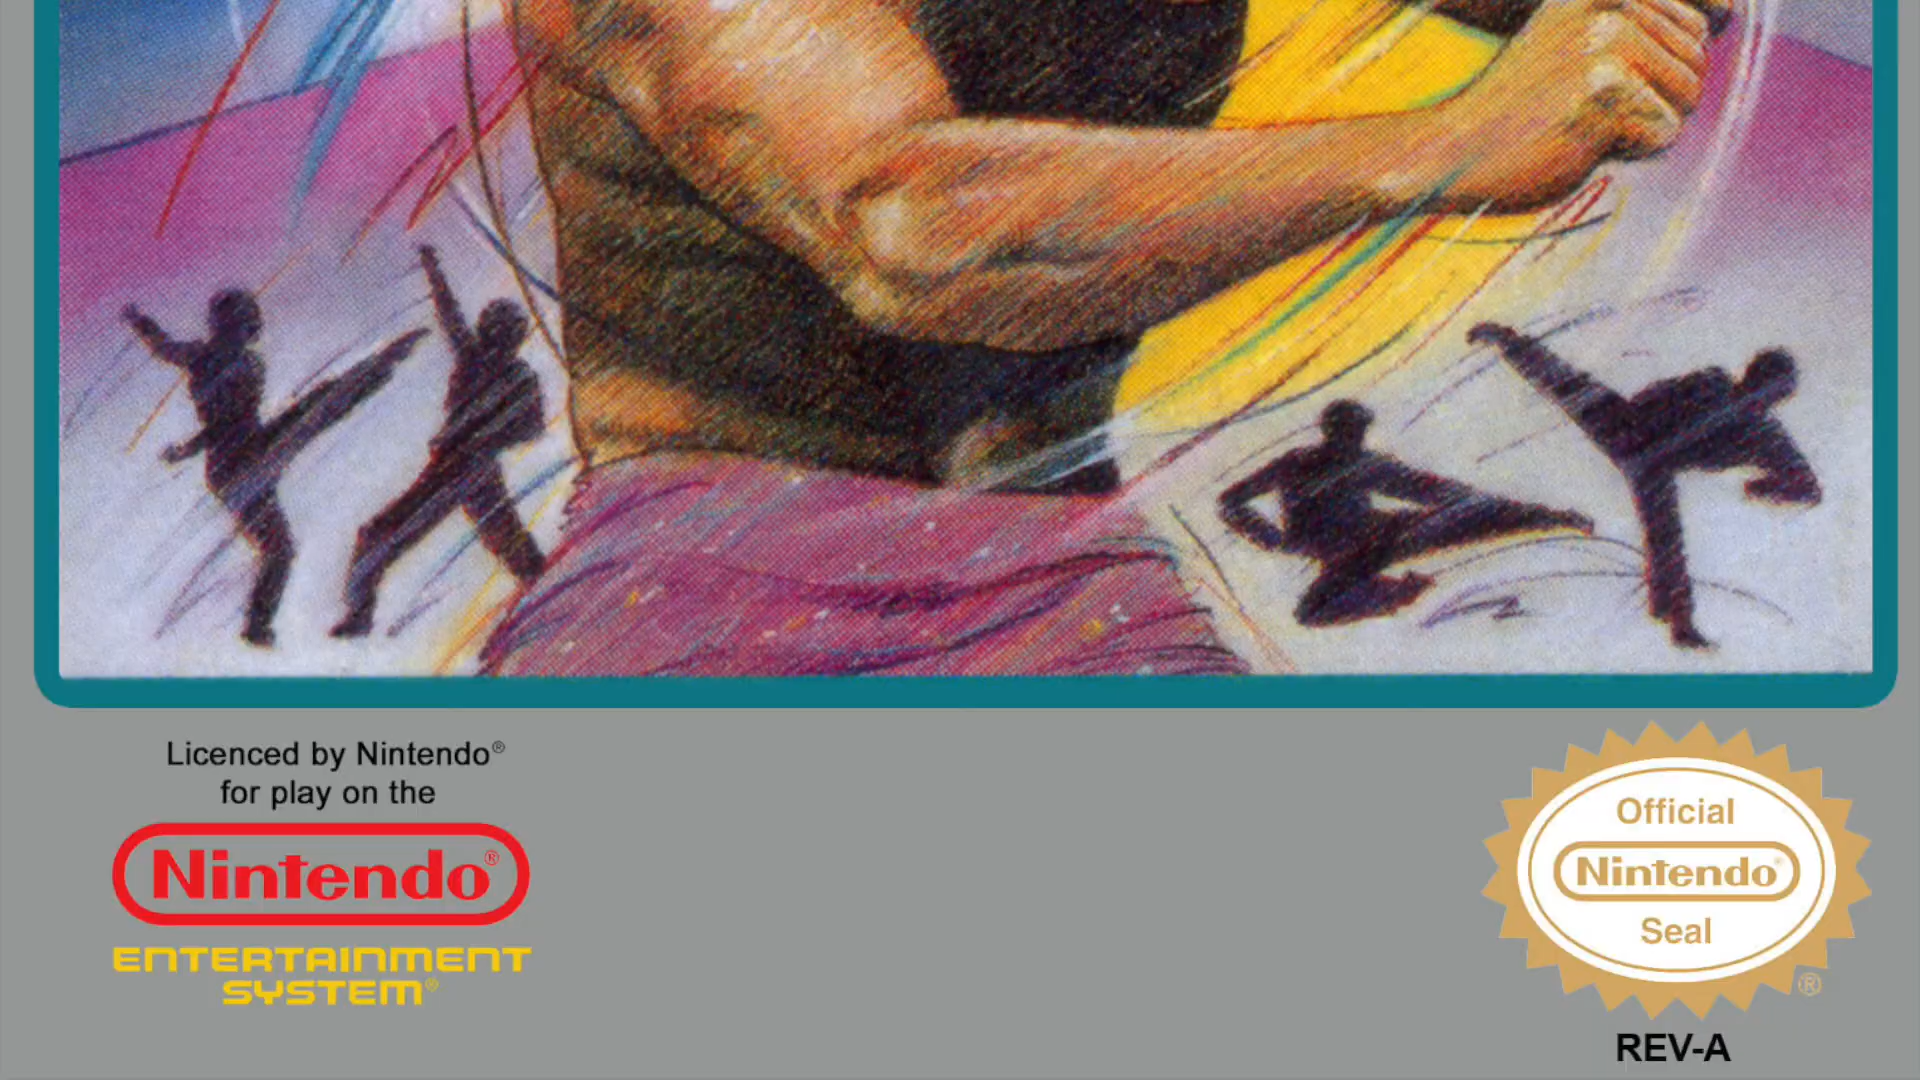 Licenced by Nintendo®
for play on the
Nintendo®
ENTERTAINMENT
SYSTEM®
Official
Nintendo®
Seal
®
REV-A